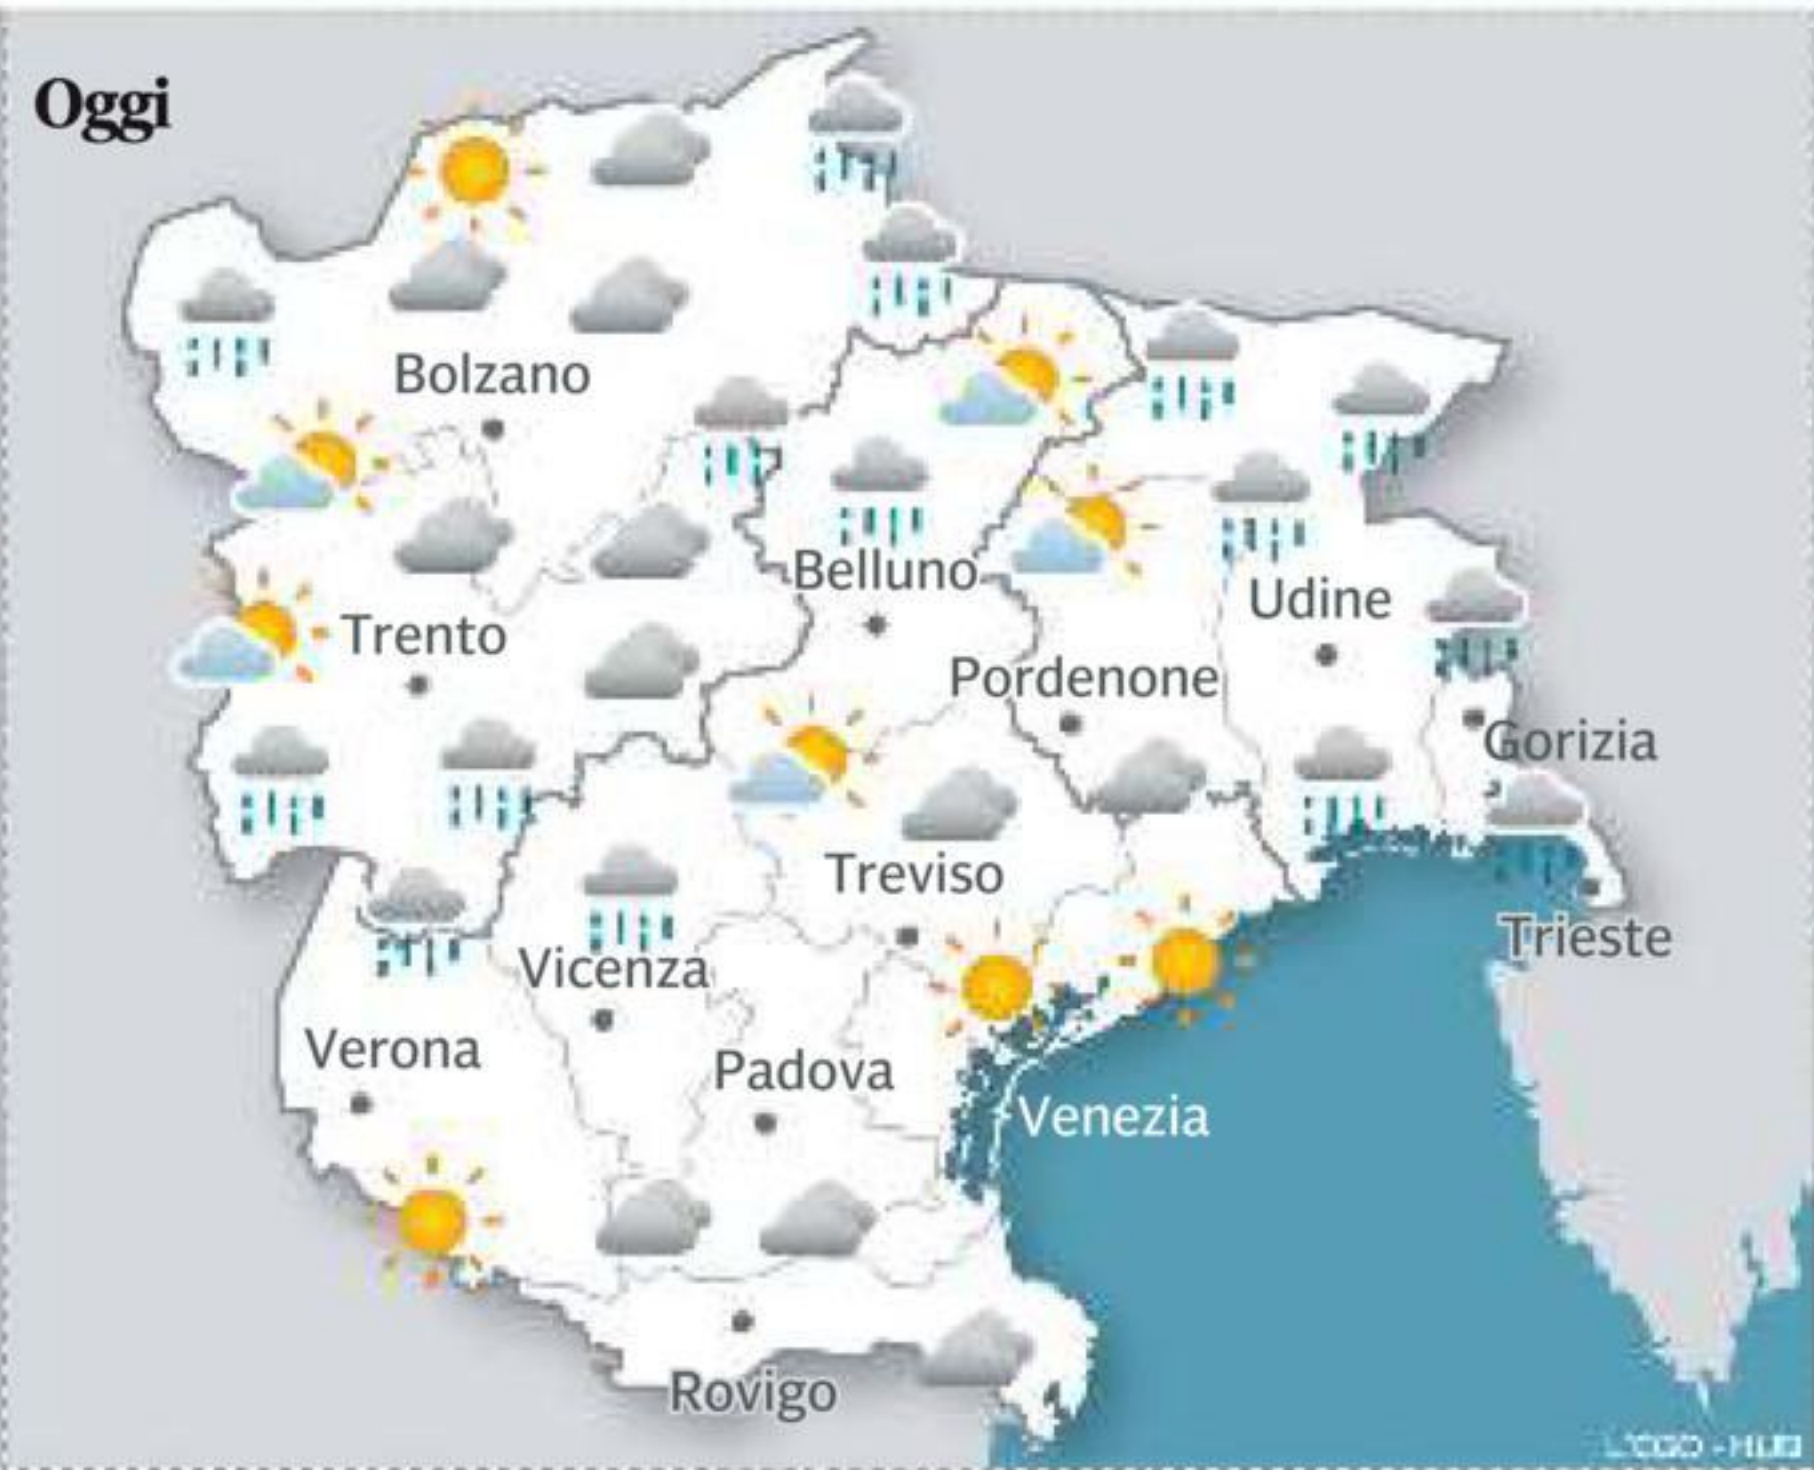 Oggi
Bolzano
Belluno
Udine
Trento
Pordenone
Gorizia
Treviso
Trieste
Vicenza
Verona
Padova
Venezia
Rovigo